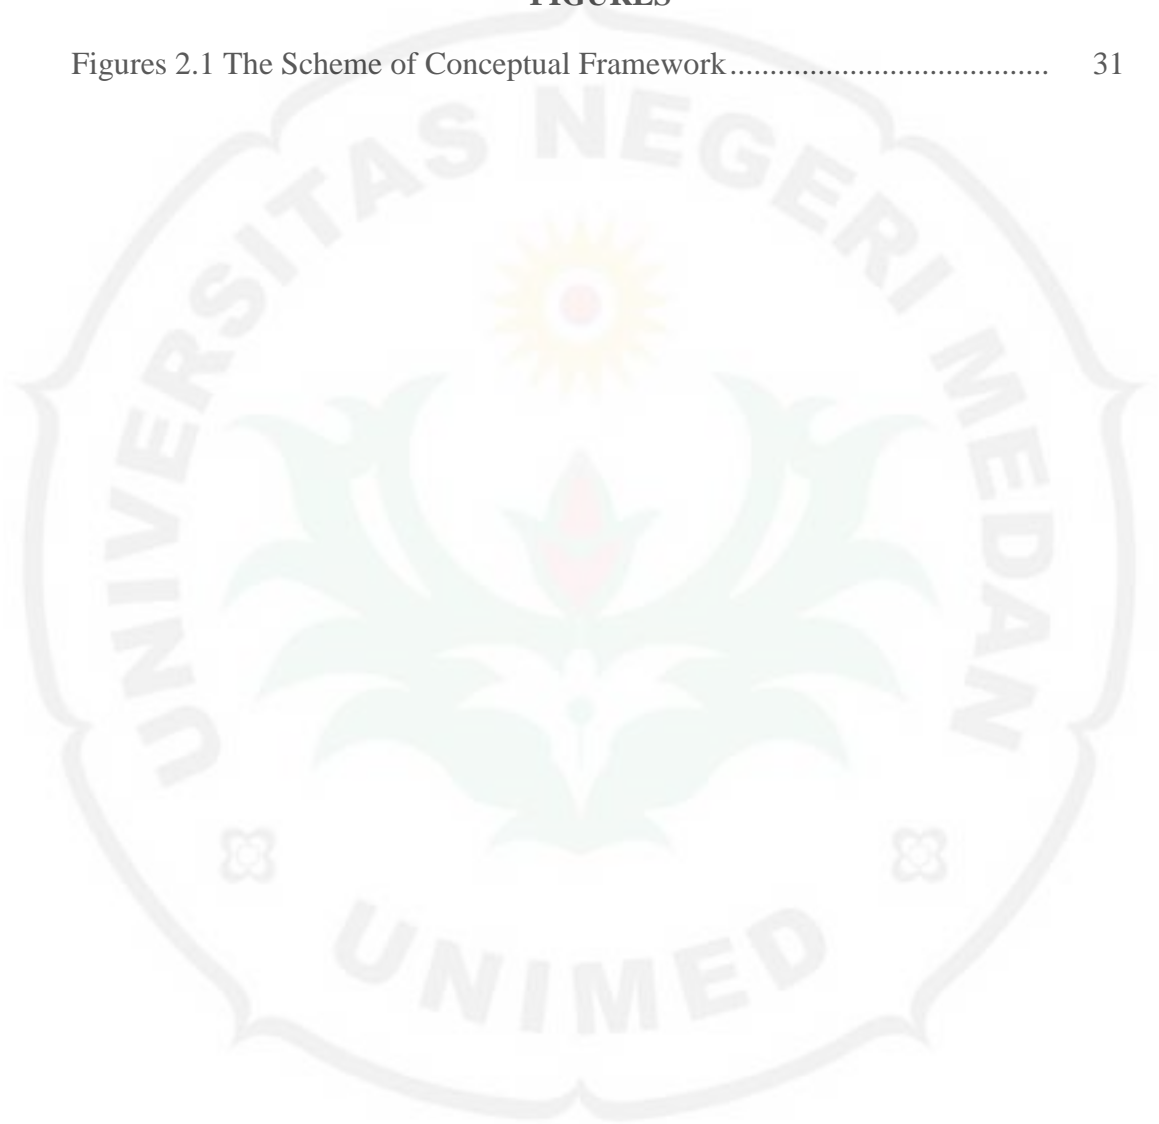 FIGURES
Figures 2.1 The Scheme of Conceptual Framework....................................... 31
UNIVERSITAS NEGERI MEDAN
UNIMED